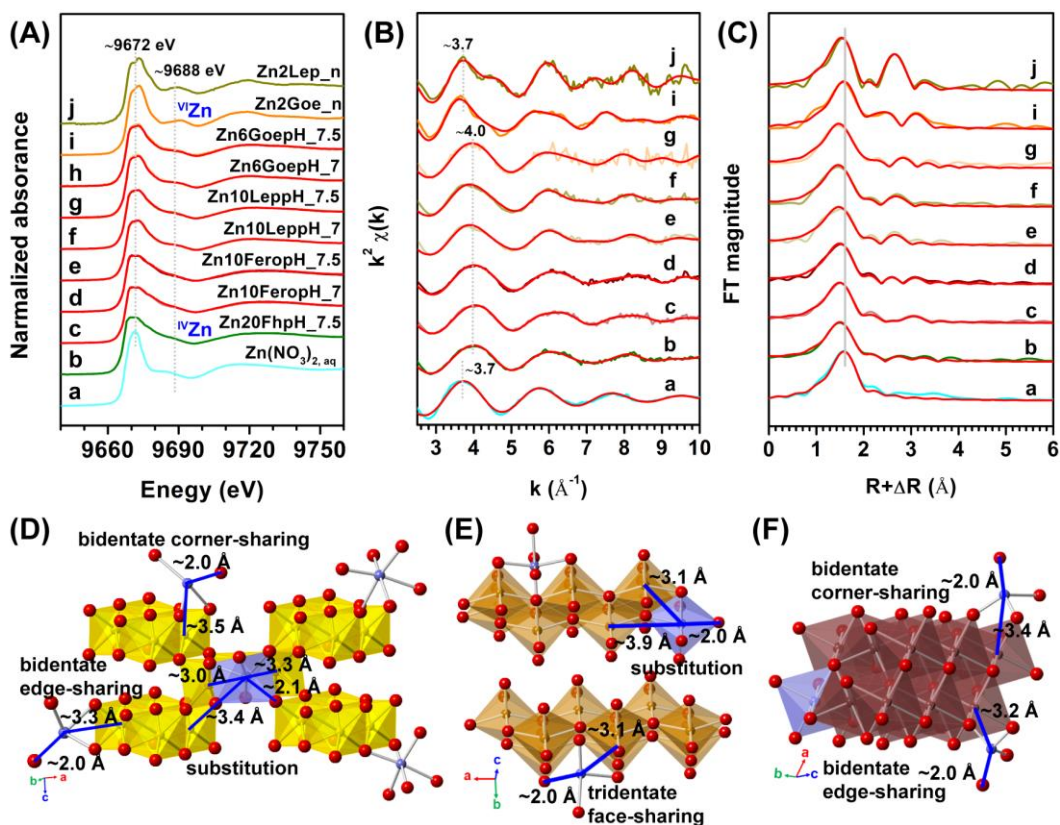 (A)
~9672 eV
~9688 eV
Zn2Lep_n
j
VIZn
Zn2Goe_n
i
Zn6GoepH_7.5
h
Zn6GoepH_7
g
Zn10LeppH_7.5
f
Zn10LeppH_7
e
Zn10FeropH_7.5
d
Zn10FeropH_7
c
IVZn
Zn20FhpH_7.5
b
Zn(NO3)2, aq
a
Narmalized absorance
9660 9690 9720 9750
Enegy (eV)
(B)
~3.7
j
i
~4.0
g
f
e
d
c
b
~3.7
a
k2 χ(k)
3 4 5 6 7 8 9 10
k (Å-1)
(C)
j
i
g
f
e
d
c
b
a
FT magnitude
0 1 2 3 4 5 6
R+ΔR (Å)
(D)
bidentate corner-sharing
~2.0 Å
~3.5 Å
bidentate
edge-sharing
~3.0 Å
~3.3 Å
~2.1 Å
~3.3 Å
~3.4 Å
~2.0 Å
substitution
b a
c
(E)
~3.1 Å
~3.9 Å
~2.0 Å
substitution
~3.1 Å
~2.0 Å
tridentate
face-sharing
a c
b
(F)
bidentate
corner-sharing
~2.0 Å
~3.4 Å
~3.2 Å
~2.0 Å
bidentate
edge-sharing
a
b c